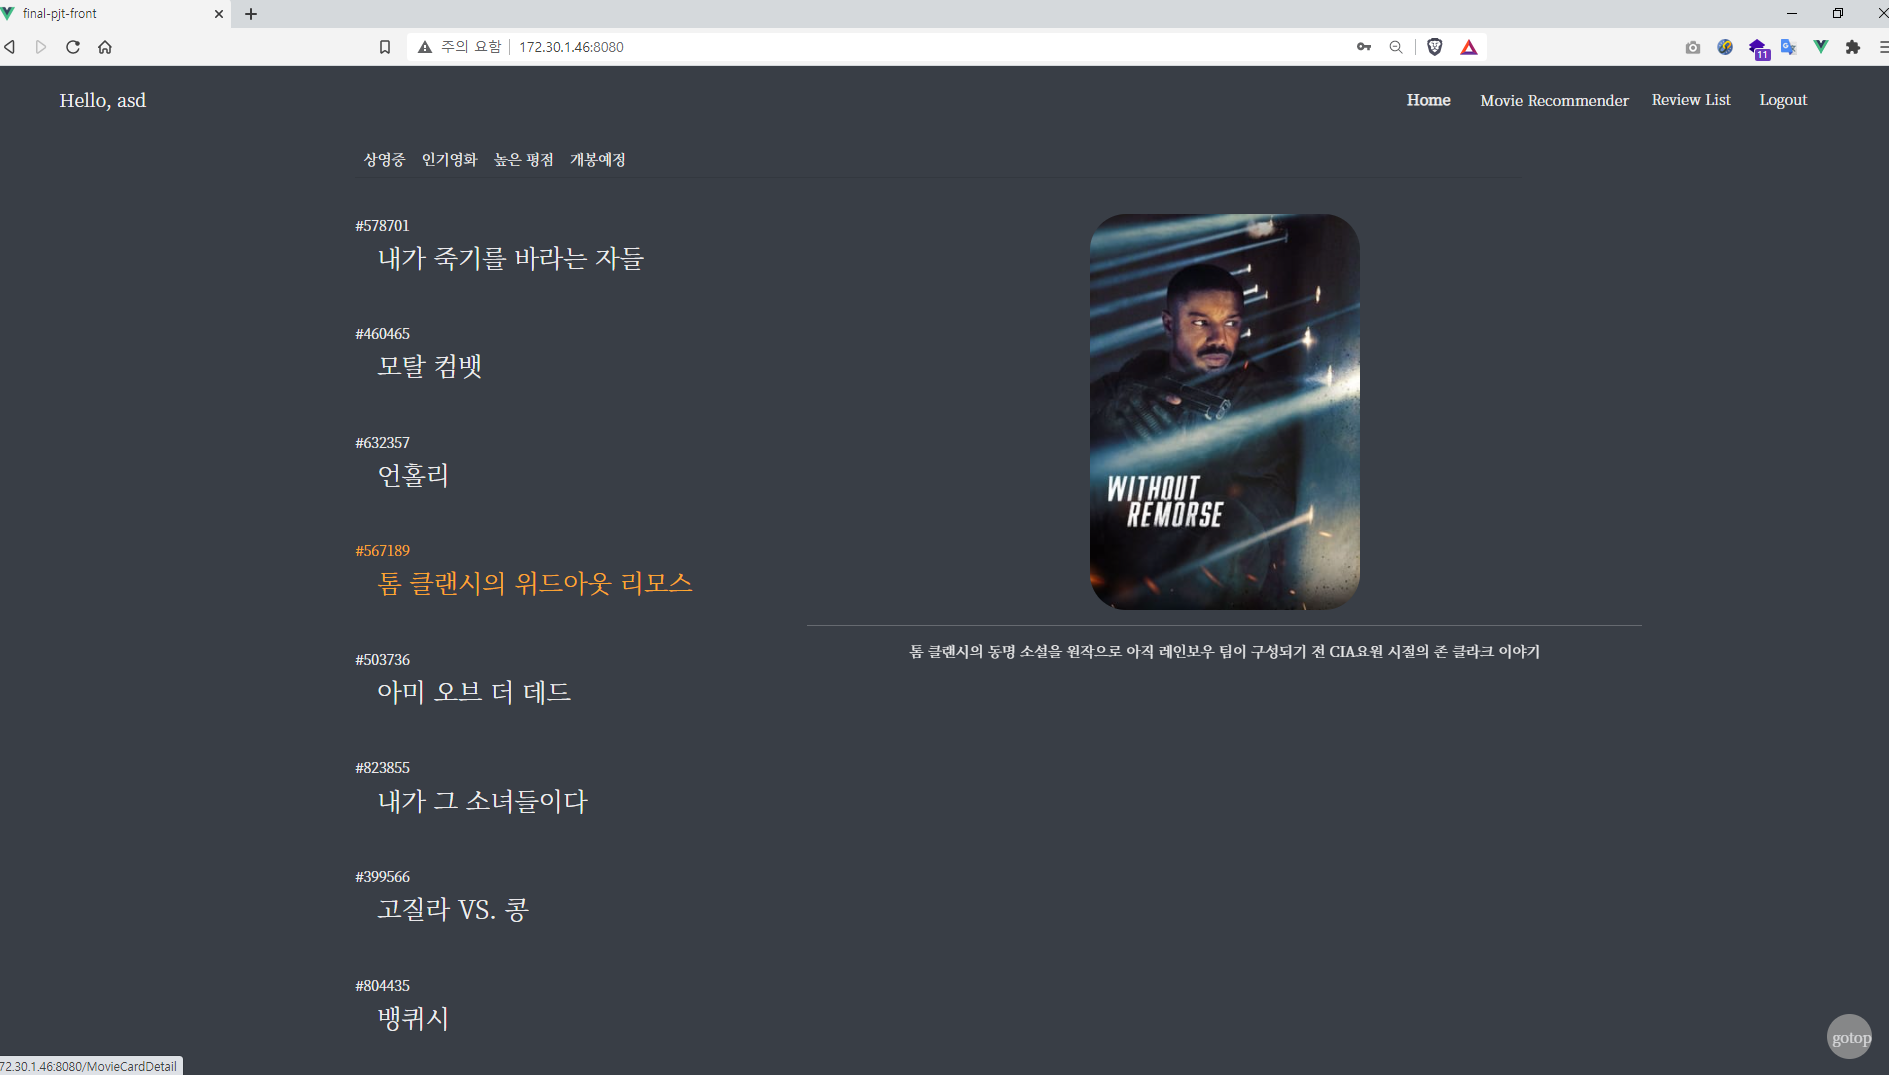 final-pjt-front
주의 요함
172.30.1.46:8080
11
Hello, asd
Home Movie Recommender Review List Logout
상영중 인기영화 높은 평점 개봉예정
#578701
내가 죽기를 바라는 자들
#460465
모탈 컴뱃
#632357
언홀리
#567189
톰 클랜시의 위드아웃 리모스
#503736
아미 오브 더 데드
#823855
내가 그 소녀들이다
#399566
고질라 VS. 콩
#804435
뱅퀴시
WITHOUT
REMORSE
톰 클랜시의 동명 소설을 원작으로 아직 레인보우 팀이 구성되기 전 CIA요원 시절의 존 클라크 이야기
gotop
72.30.1.46:8080/MovieCardDetail